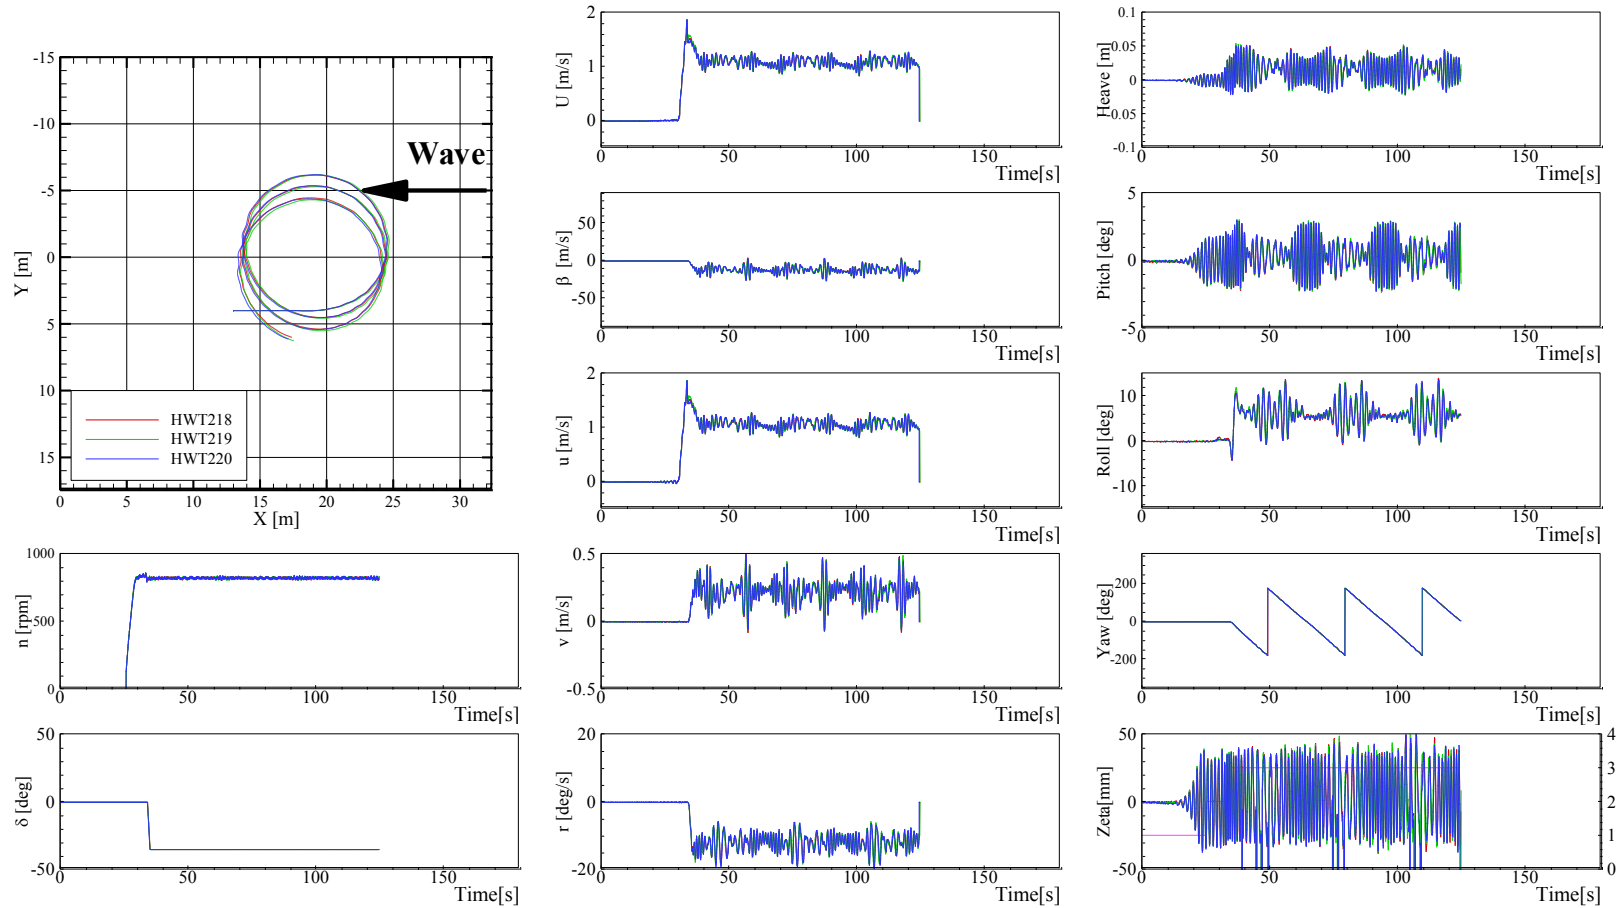 -15
-10
-5
0
5
10
15
Y [m]
Wave
HWT218
HWT219
HWT220
0 5 10 15 20 25 30
X [m]
2
1
0
U [m/s]
0 50 100 150
Time[s]
0.1
0.05
0
-0.05
-0.1
Heave [m]
0 50 100 150
Time[s]
50
0
-50
β [m/s]
0 50 100 150
Time[s]
5
0
-5
Pitch [deg]
0 50 100 150
Time[s]
2
1
0
u [m/s]
0 50 100 150
Time[s]
10
0
-10
Roll [deg]
0 50 100 150
Time[s]
1000
500
0
n [rpm]
0 50 100 150
Time[s]
0.5
0
-0.5
v [m/s]
0 50 100 150
Time[s]
200
0
-200
Yaw [deg]
0 50 100 150
Time[s]
50
0
-50
δ [deg]
0 50 100 150
Time[s]
20
0
-20
r [deg/s]
0 50 100 150
Time[s]
50
0
-50
Zeta[mm]
4
3
2
1
0
0 50 100 150
Time[s]